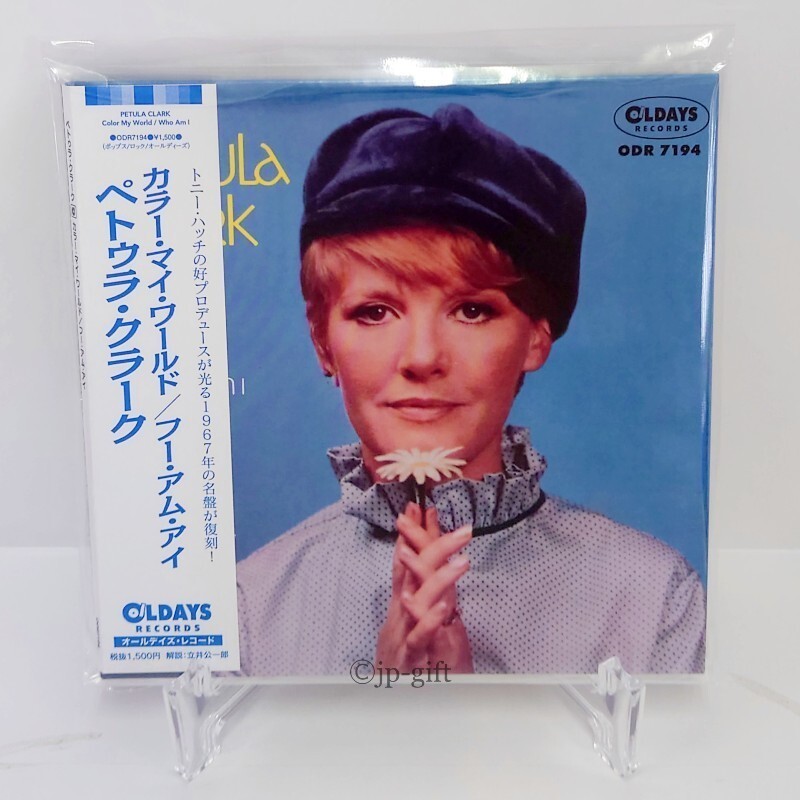 PETULA CLARK
Color My World / Who Am I
●ODR7194●¥1,500●
(ポップス/ロック/オールディーズ)
トニー・ハッチの好プロデュースが光る1967年の名盤が復刻!
カラー・マイ・ワールド/フー・アム・アイ
ペトゥラ・クラーク
OLDAYS
RECORDS
オールデイズ・レコード
税抜1,500円 解説:立井公一郎
OLDAYS
RECORDS
ODR 7194
ULA
RK
©jp-gift